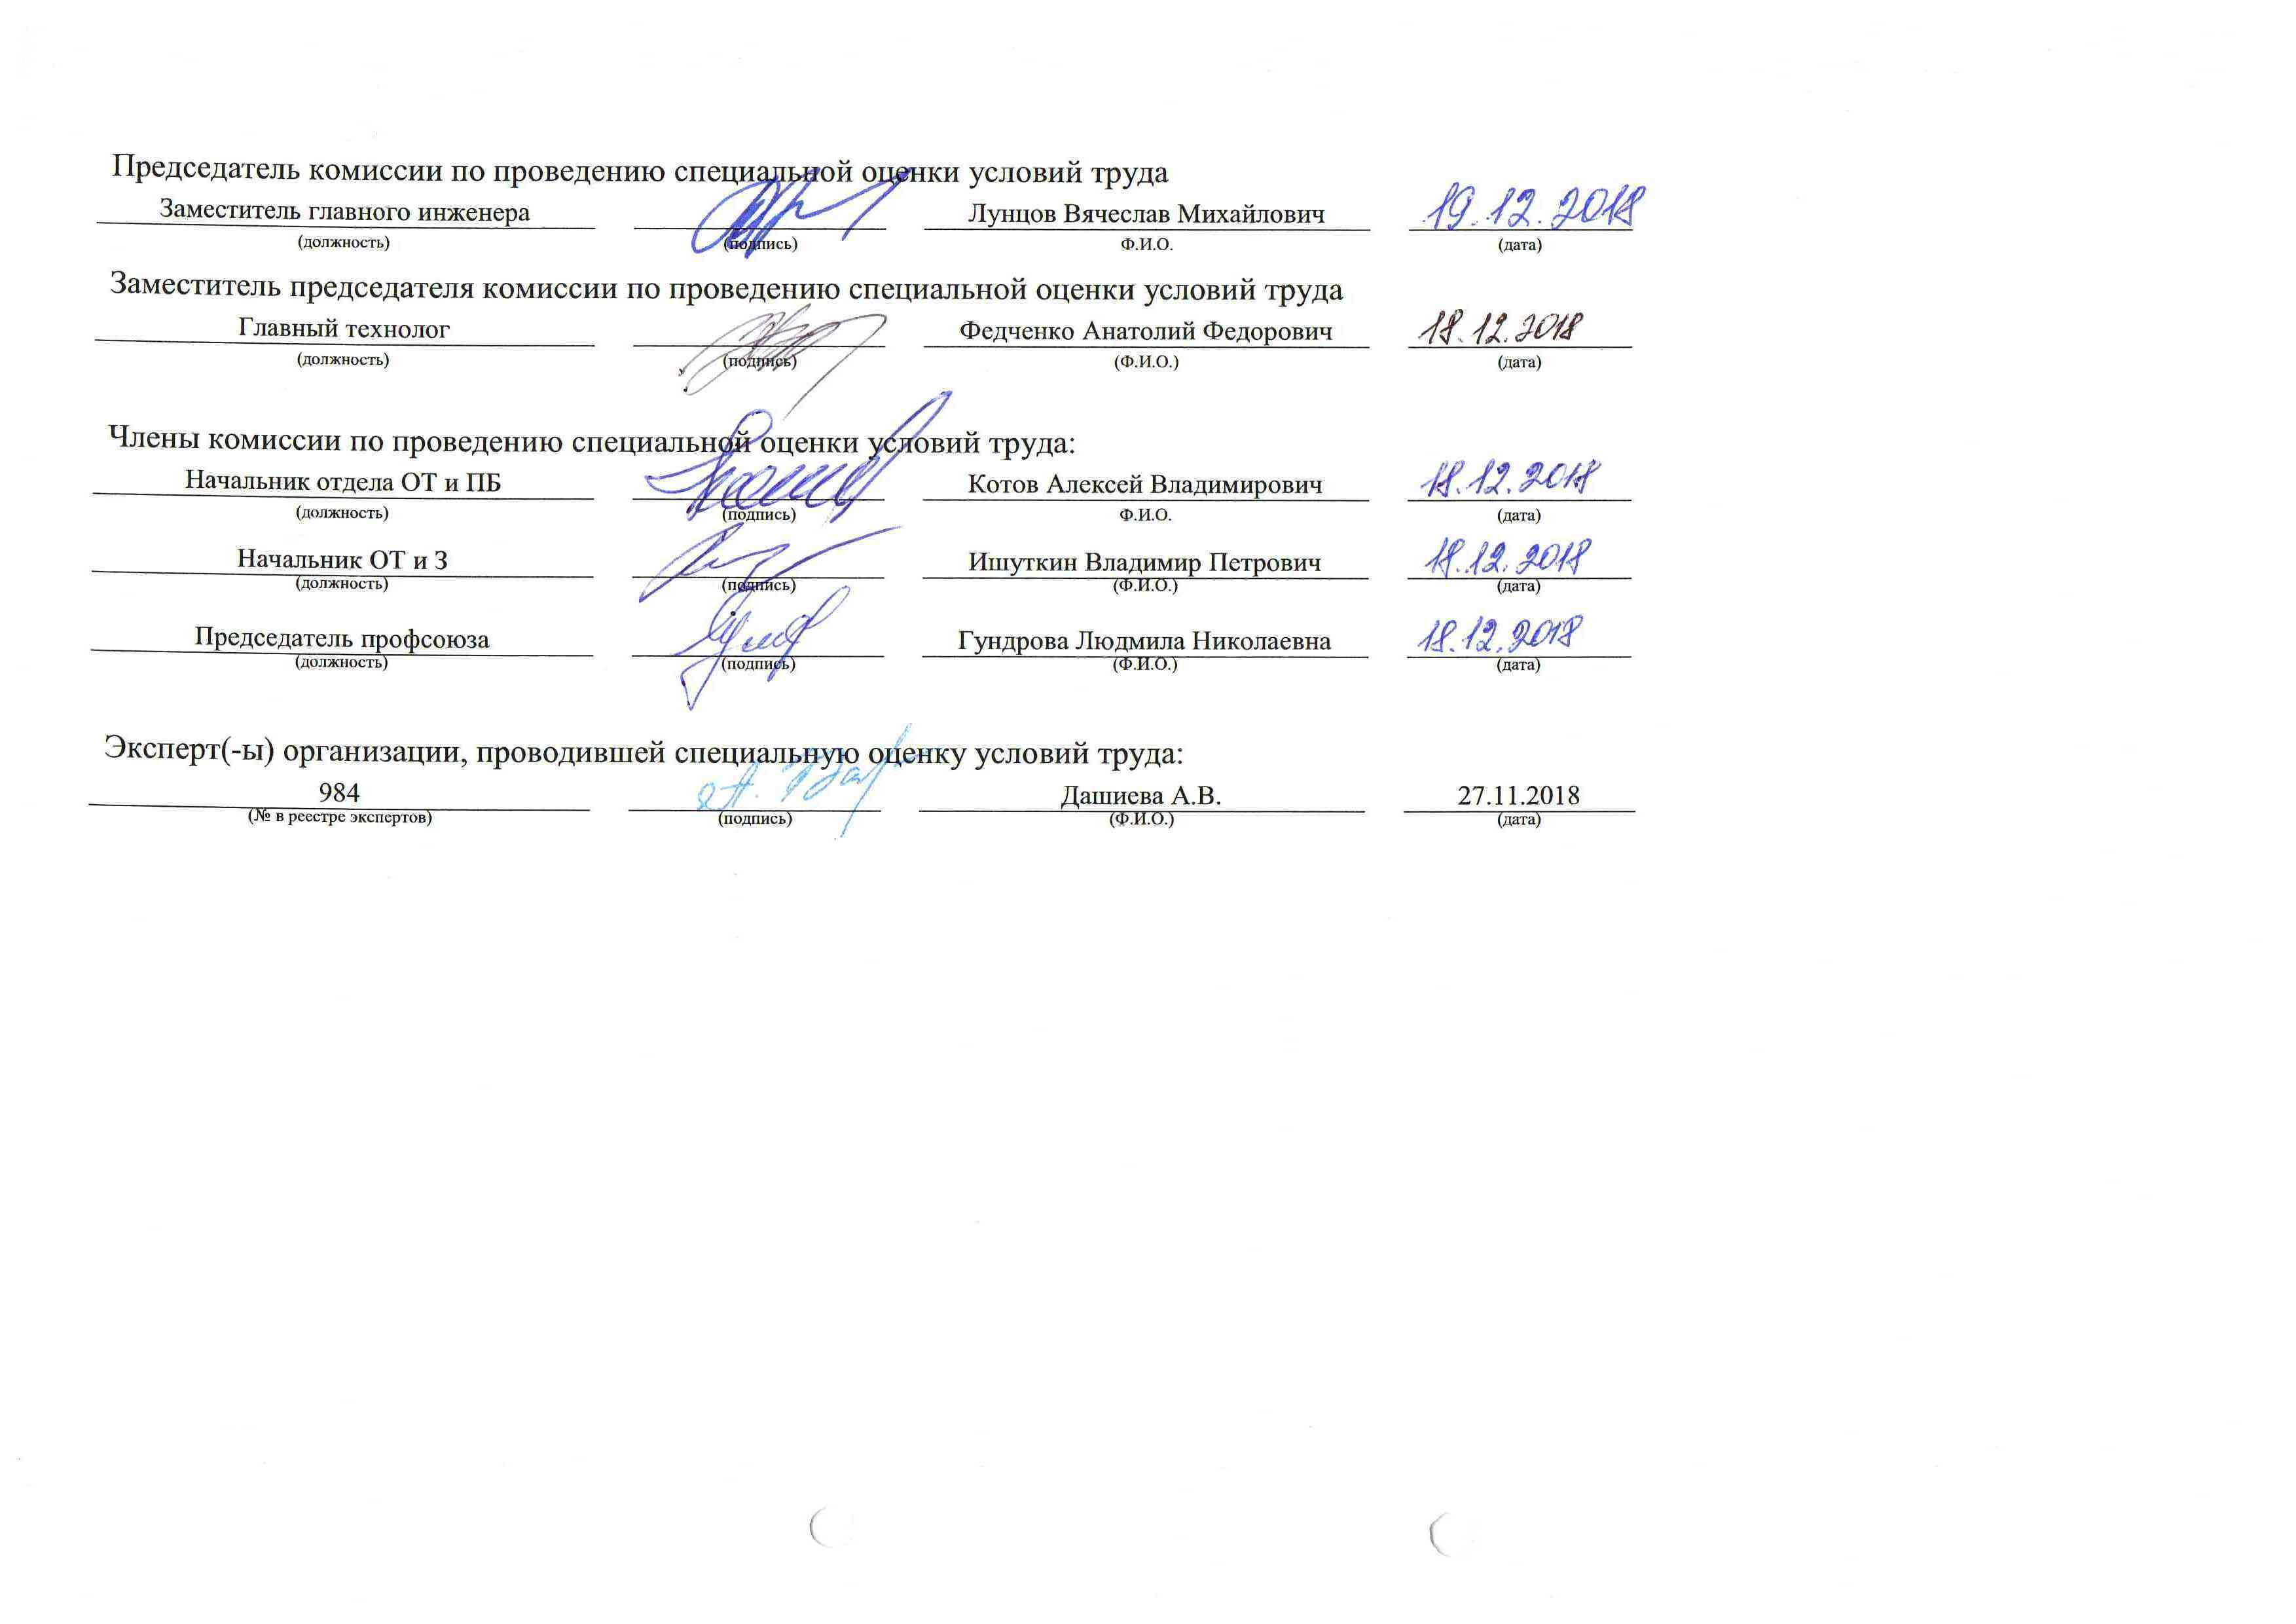 Председатель комиссии по проведению специальной оценки условий труда
Заместитель главного инженера Лунцов Вячеслав Михайлович 19.12.2018
(должность) (подпись) Ф.И.О. (дата)
Заместитель председателя комиссии по проведению специальной оценки условий труда
Главный технолог Федченко Анатолий Федорович 18.12.2018
(должность) (подпись) (Ф.И.О.) (дата)
Члены комиссии по проведению специальной оценки условий труда:
Начальник отдела ОТ и ПБ Котов Алексей Владимирович 18.12.2018
(должность) (подпись) Ф.И.О. (дата)
Начальник ОТ и З Ишуткин Владимир Петрович 18.12.2018
(должность) (подпись) (Ф.И.О.) (дата)
Председатель профсоюза Гундрова Людмила Николаевна 18.12.2018
(должность) (подпись) (Ф.И.О.) (дата)
Эксперт(-ы) организации, проводившей специальную оценку условий труда:
984 Дашиева А.В. 27.11.2018
(№ в реестре экспертов) (подпись) (Ф.И.О.) (дата)